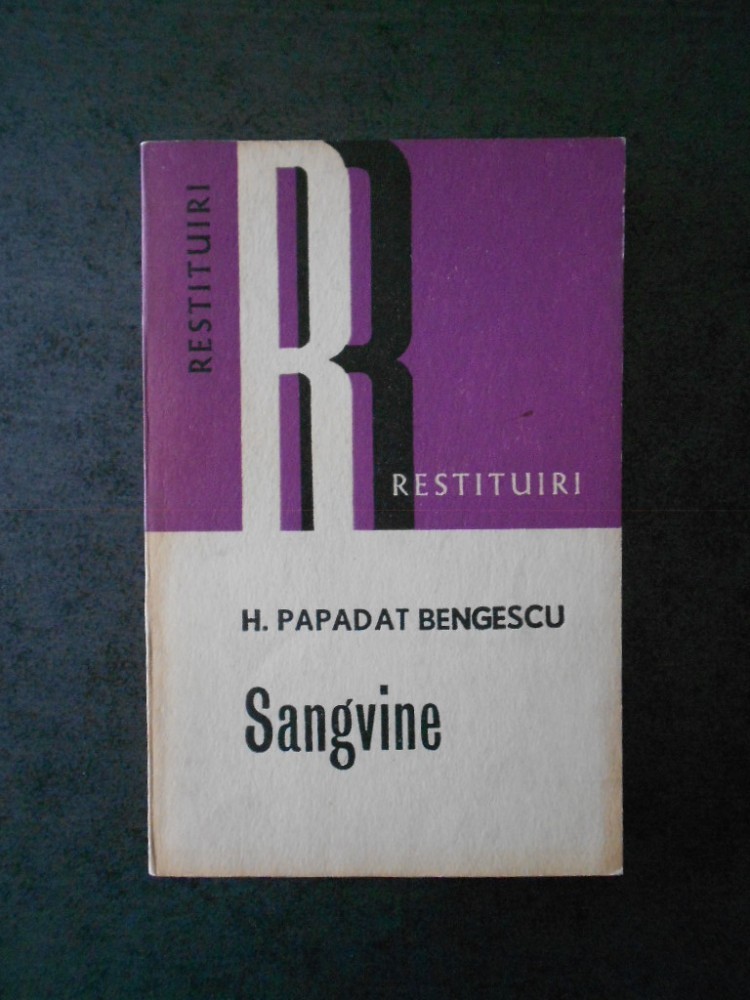 RESTITUIRI
R
RESTITUIRI
H. PAPADAT BENGESCU
Sangvine